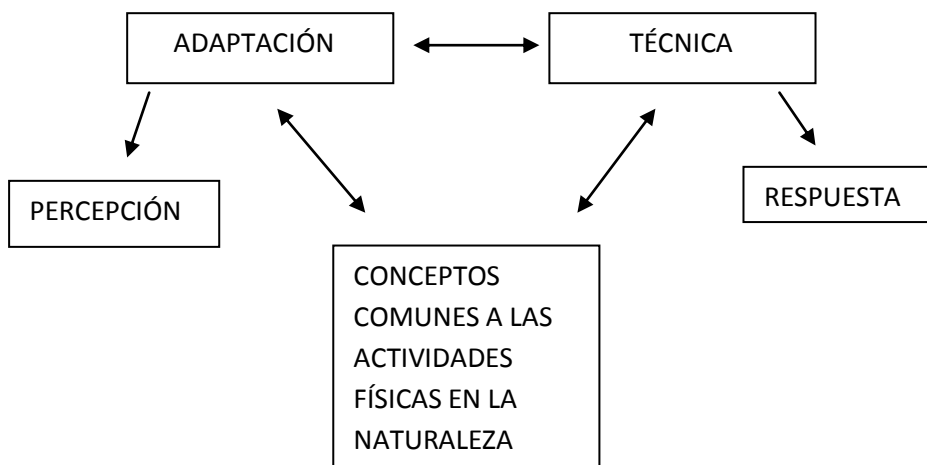 ADAPTACIÓN
TÉCNICA
PERCEPCIÓN
RESPUESTA
CONCEPTOS
COMUNES A LAS
ACTIVIDADES
FÍSICAS EN LA
NATURALEZA